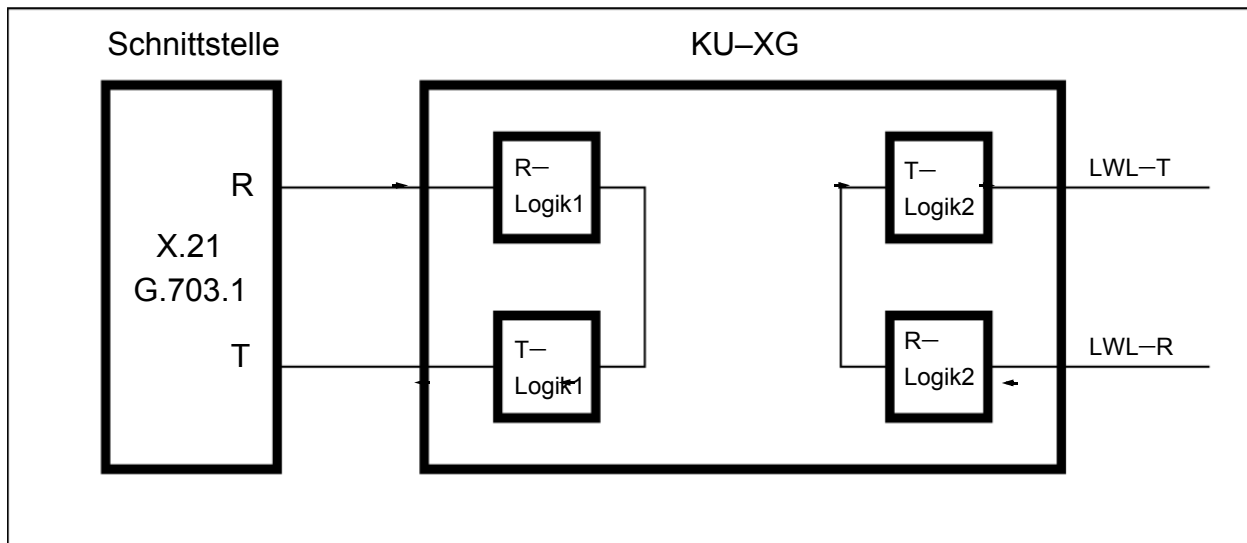 Schnittstelle
KU–XG
R
X.21
G.703.1
T
R–
Logik1
T–
Logik1
T–
Logik2
R–
Logik2
LWL–T
LWL–R